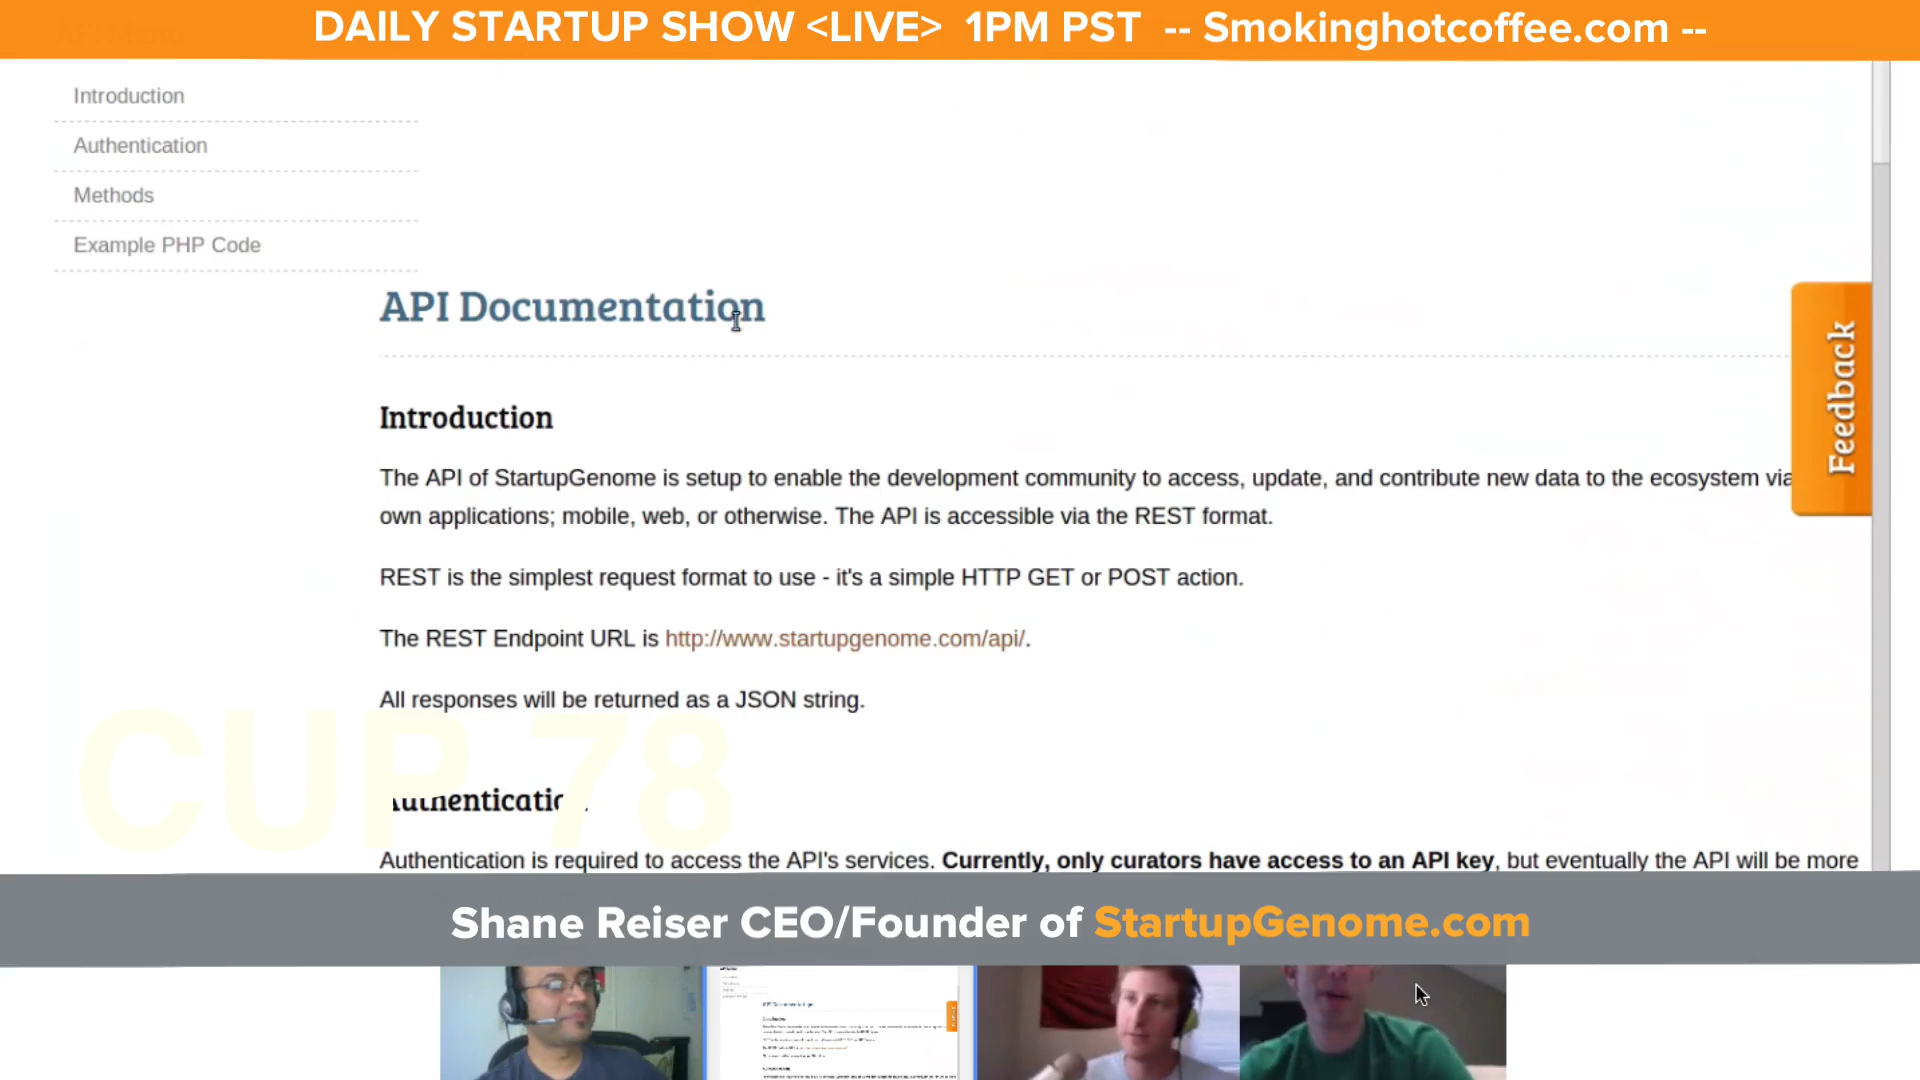 DAILY STARTUP SHOW <LIVE> 1PM PST -- Smokinghotcoffee.com --
Introduction
Authentication
Methods
Example PHP Code
API Documentation
Feedback
Introduction
The API of StartupGenome is setup to enable the development community to access, update, and contribute new data to the ecosystem via
own applications; mobile, web, or otherwise. The API is accessible via the REST format.
REST is the simplest request format to use - it's a simple HTTP GET or POST action.
The REST Endpoint URL is http://www.startupgenome.com/api/.
All responses will be returned as a JSON string.
CUP 78
Authentication
Authentication is required to access the API's services. Currently, only curators have access to an API key, but eventually the API will be more
Shane Reiser CEO/Founder of StartupGenome.com